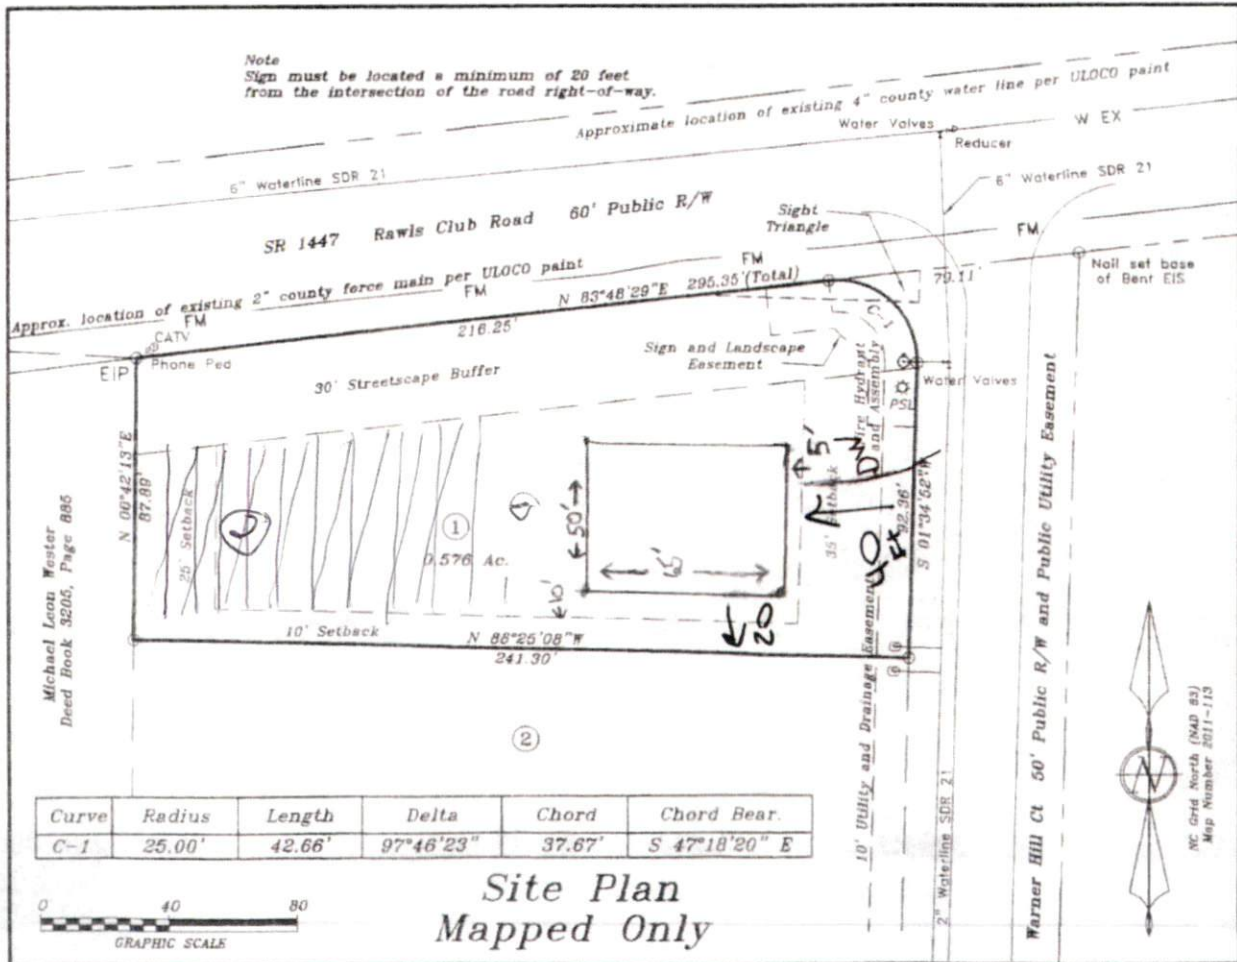 Note
Sign must be located a minimum of 20 feet
from the intersection of the road right-of-way.
Approximate location of existing 4" county water line per ULOCO paint
Water Valves
W EX
Reducer
6" Waterline SDR 21
6" Waterline SDR 21
SR 1447 Rawls Club Road 60' Public R/W
Sight
Triangle
FM
FM
Nail set base
of Bent EIS
79.11'
Approx. location of existing 2" county force main per ULOCO paint
FM
FM
N 83°48'29"E 295.35'(Total)
216.25'
CATV
Phone Ped
EIP
C-1
Sign and Landscape
Easement
30' Streetscape Buffer
Fire Hydrant
and Assembly
Water Valves
PSL
N 00°42'13"E
87.89'
25' Setback
Michael Leon Wester
Deed Book 3205, Page 885
1
0.576 Ac.
50'
65'
10'
5'
DW
35' Setback
40
Ft
92.36'
S 01°34'52"W
20
10' Setback
N 86°25'08"W
241.30'
2
10' Utility and Drainage Easement
2" Waterline SDR 21
Warner Hill Ct 50' Public R/W and Public Utility Easement
N
NC Grid North (NAD 83)
Map Number 2011-113
Curve Radius Length Delta Chord Chord Bear.
C-1 25.00' 42.66' 97°46'23" 37.67' S 47°18'20" E
Site Plan
Mapped Only
0 40 80
GRAPHIC SCALE